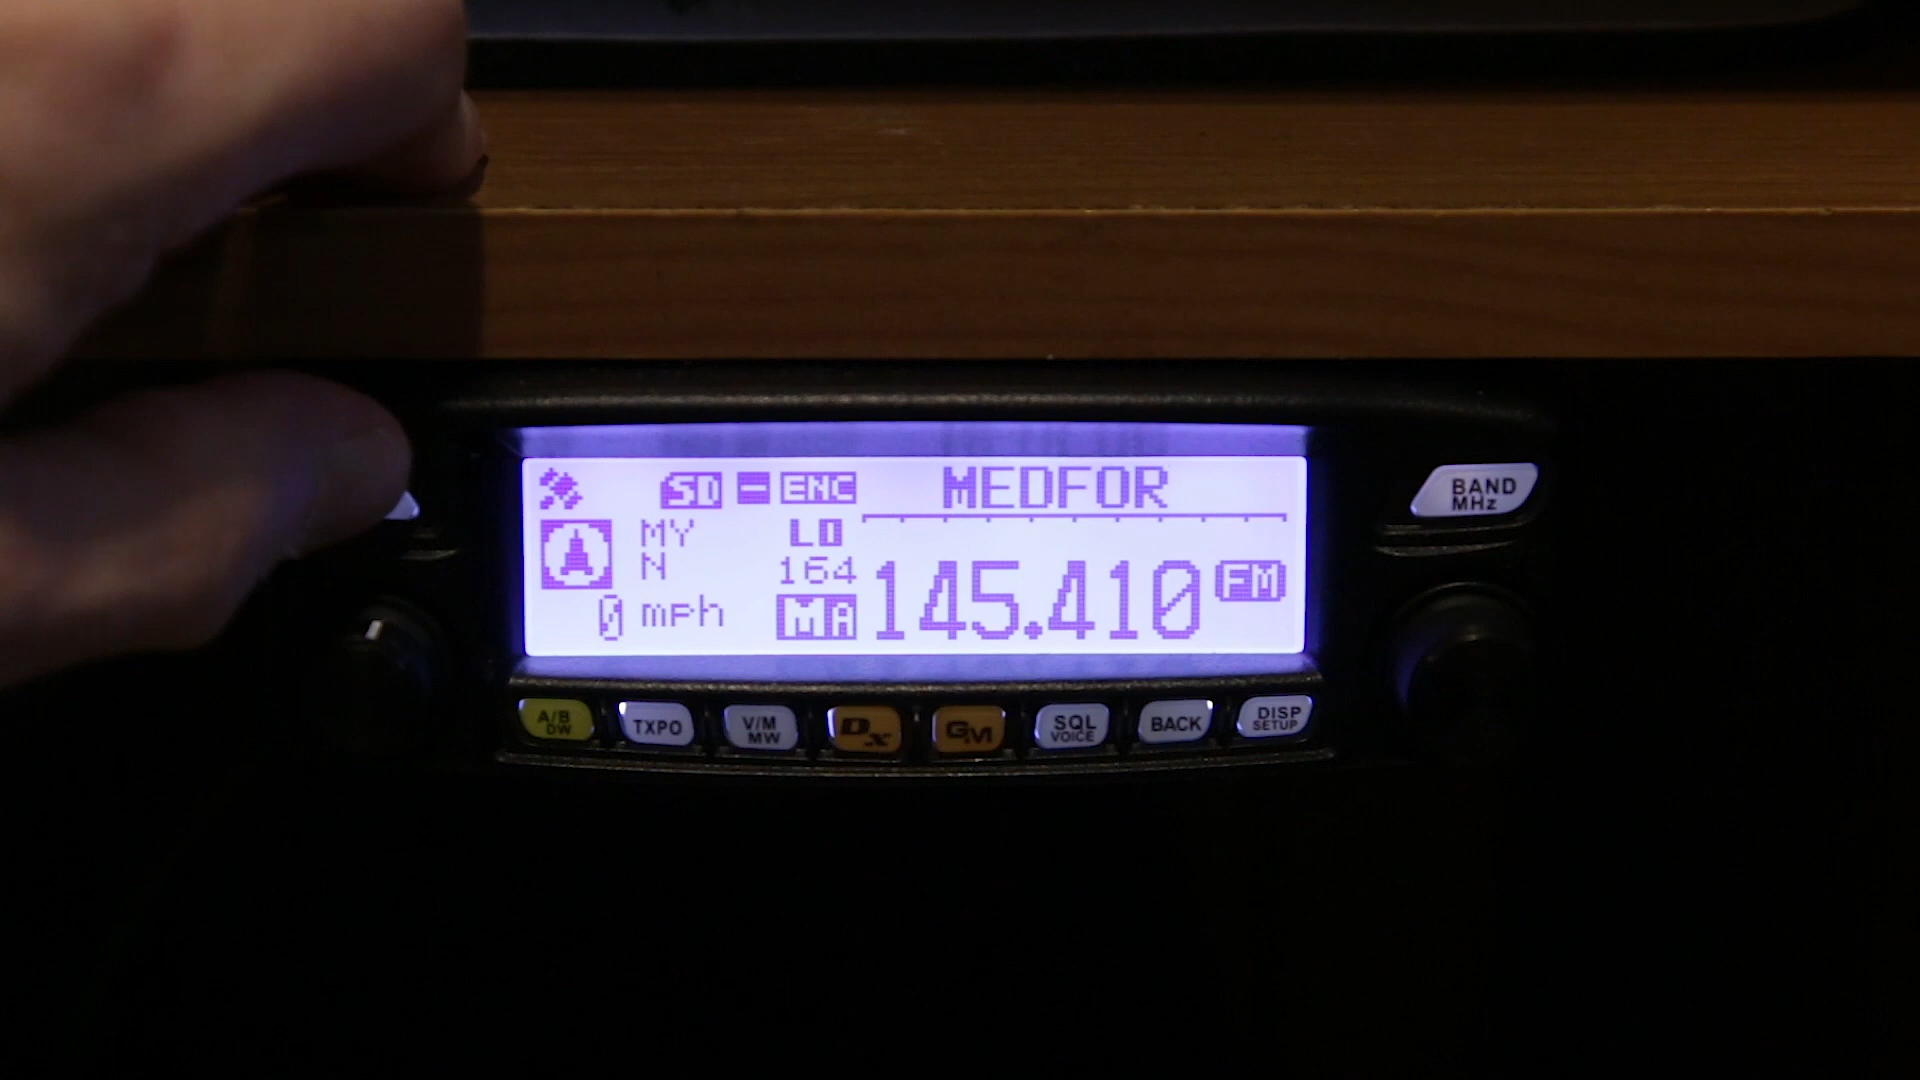 SD - ENC MEDFOR
MY LO
N 164 145.410 FM
0 mph MA
BAND
MHz
A/B
DW
TXPO
V/M
MW
Dx
GM
SQL
VOICE
BACK
DISP
SETUP